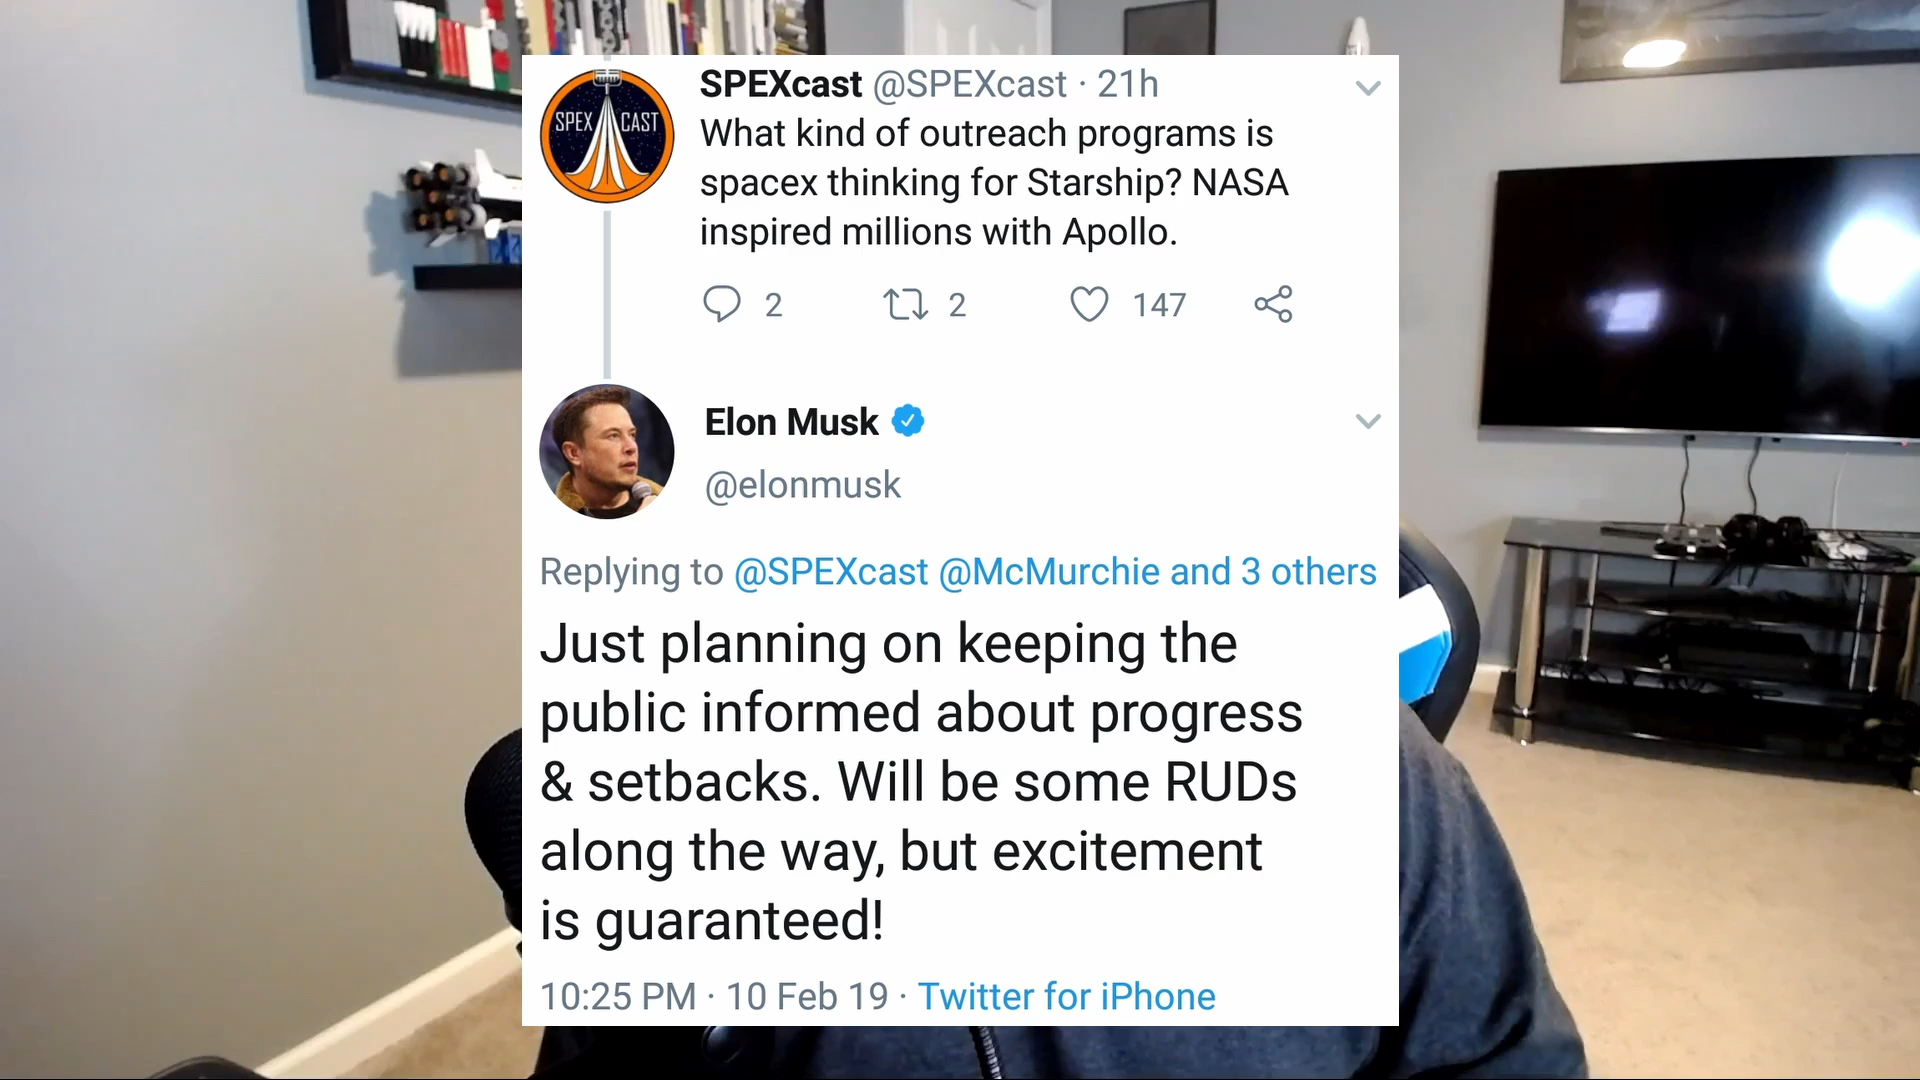 SPEXcast @SPEXcast · 21h
SPEX CAST
What kind of outreach programs is
spacex thinking for Starship? NASA
inspired millions with Apollo.
2 2 147
Elon Musk
@elonmusk
Replying to @SPEXcast @McMurchie and 3 others
Just planning on keeping the
public informed about progress
& setbacks. Will be some RUDs
along the way, but excitement
is guaranteed!
10:25 PM · 10 Feb 19 · Twitter for iPhone